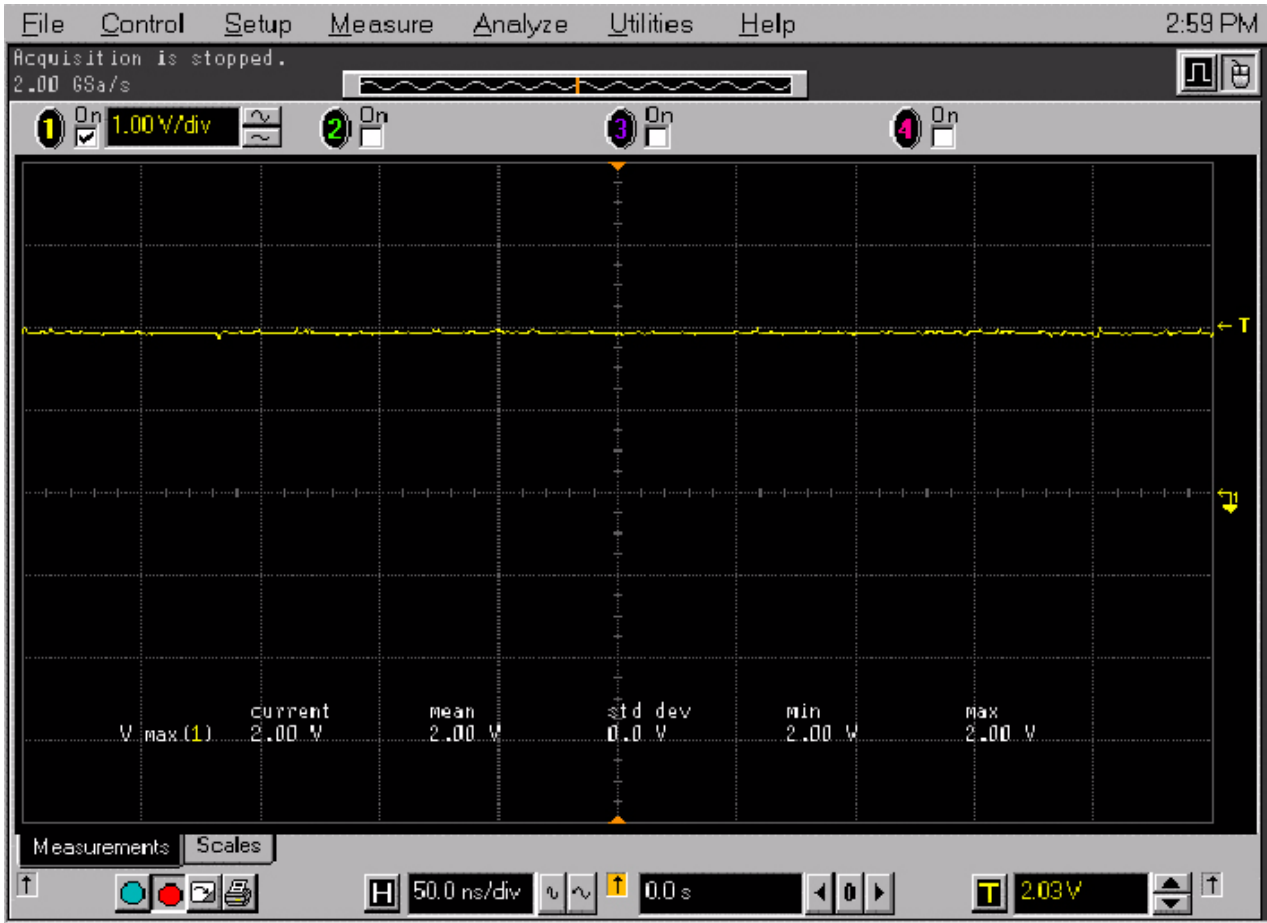 File Control Setup Measure Analyze Utilities Help 2:59 PM
Acquisition is stopped.
2.00 GSa/s
1 On 1.00 V/div 2 On 3 On 4 On
T
1
current mean std dev min max
V max(1) 2.00 V 2.00 V 0.0 V 2.00 V 2.00 V
Measurements Scales
H 50.0 ns/div 0.0 s 0 T 2.03 V